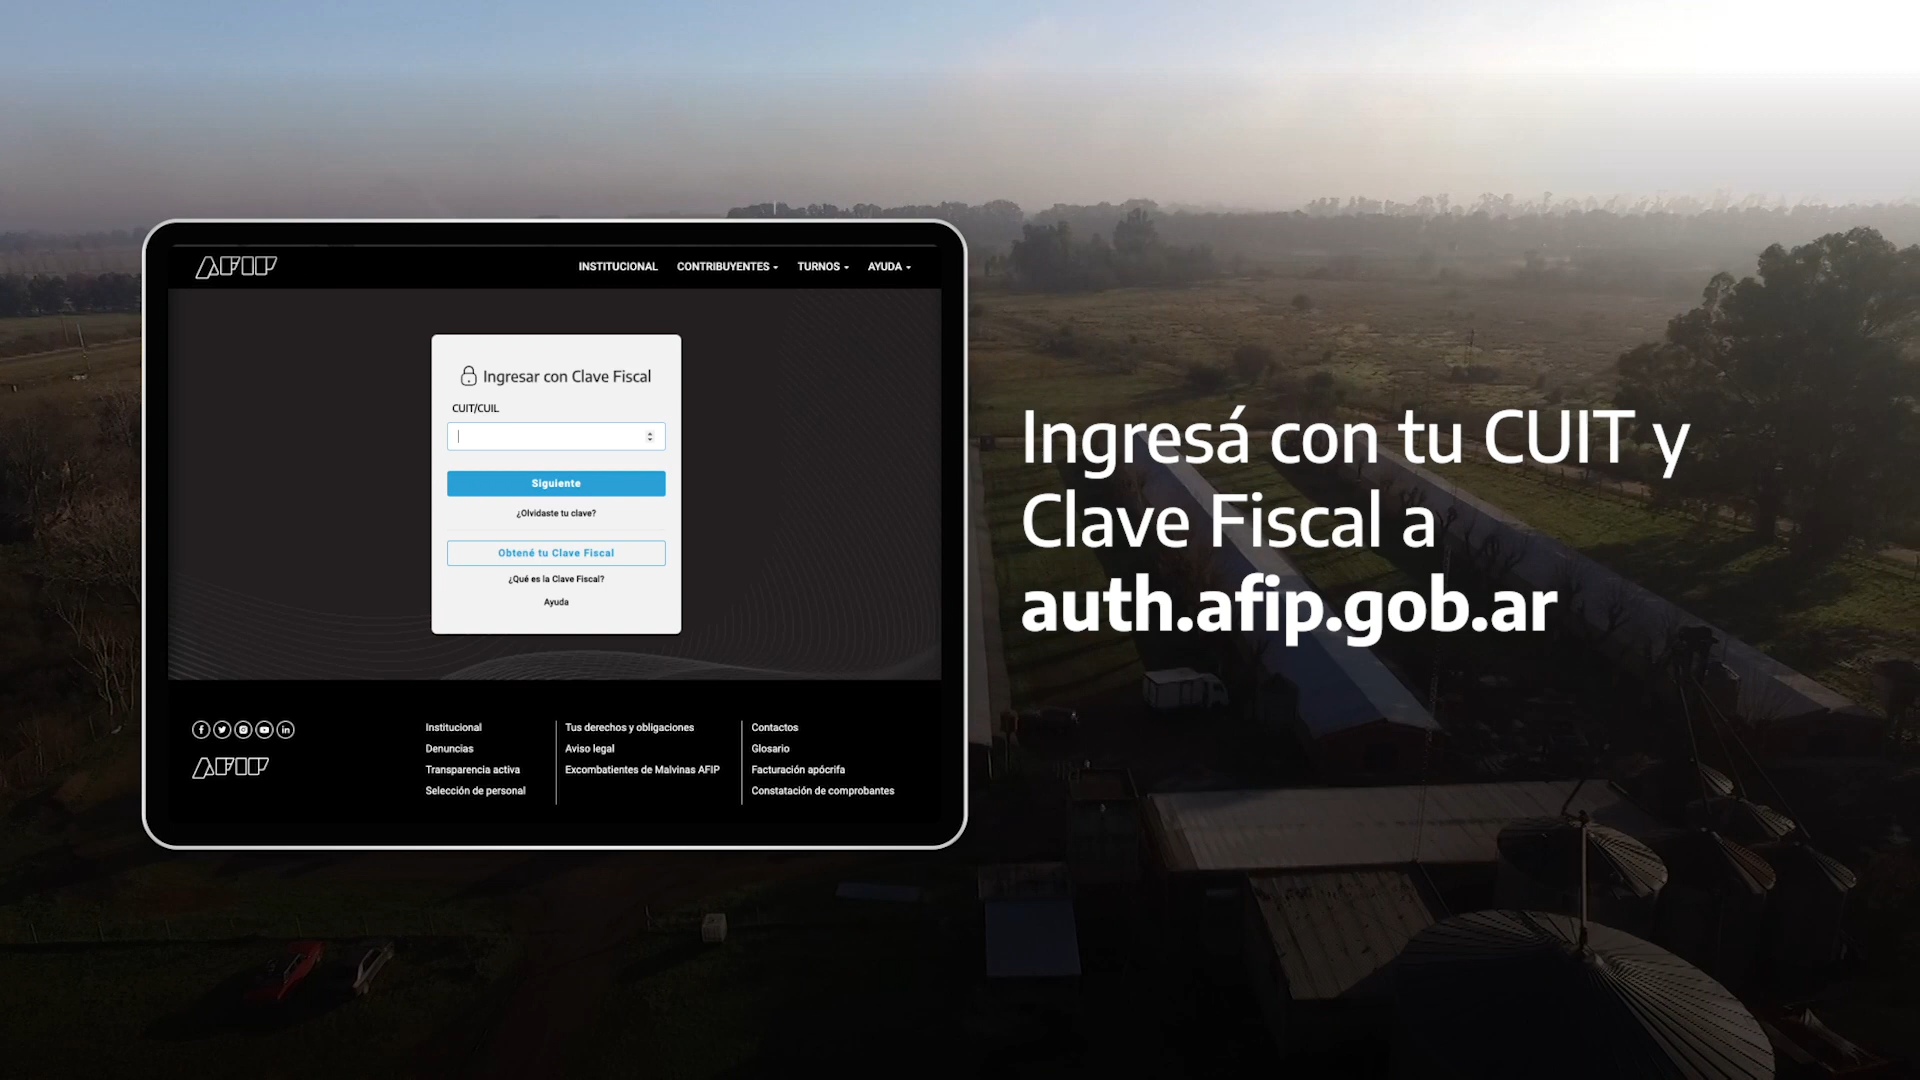 AFIP
INSTITUCIONAL CONTRIBUYENTES TURNOS AYUDA
Ingresar con Clave Fiscal
CUIT/CUIL
Siguiente
¿Olvidaste tu clave?
Obtené tu Clave Fiscal
¿Qué es la Clave Fiscal?
Ayuda
Institucional
Denuncias
Transparencia activa
Selección de personal
Tus derechos y obligaciones
Aviso legal
Excombatientes de Malvinas AFIP
Contactos
Glosario
Facturación apócrifa
Constatación de comprobantes
AFIP
Ingresá con tu CUIT y
Clave Fiscal a
auth.afip.gob.ar